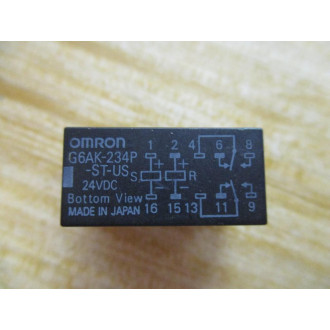 OMRON 1 2 4 6 8
G6AK-234P
-ST-US S + + R
24VDC - -
Bottom View
MADE IN JAPAN 16 15 13 11 9